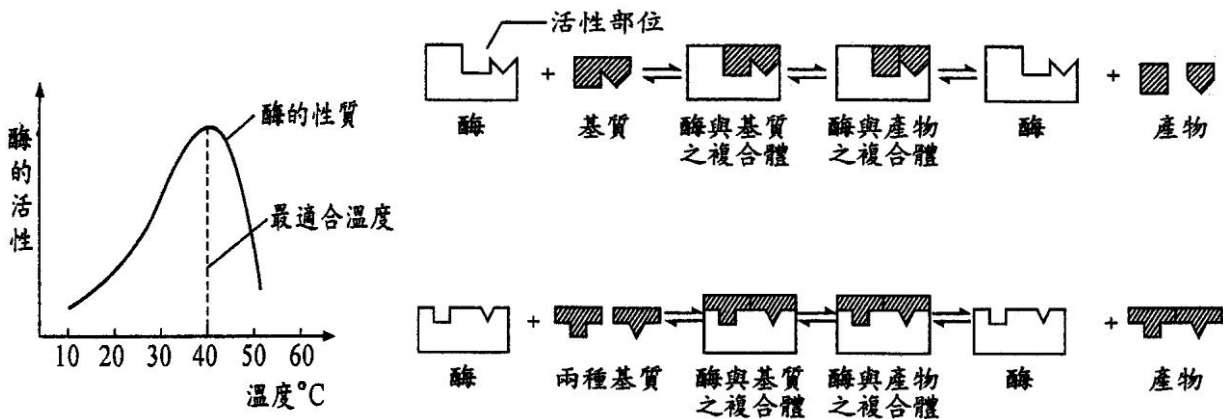 酶的活性
酶的性質
最適合溫度
10 20 30 40 50 60
溫度°C
活性部位
+ +
酶 基質 酶與基質 酶與產物 酶 產物
之複合體 之複合體
+ +
酶 兩種基質 酶與基質 酶與產物 酶 產物
之複合體 之複合體